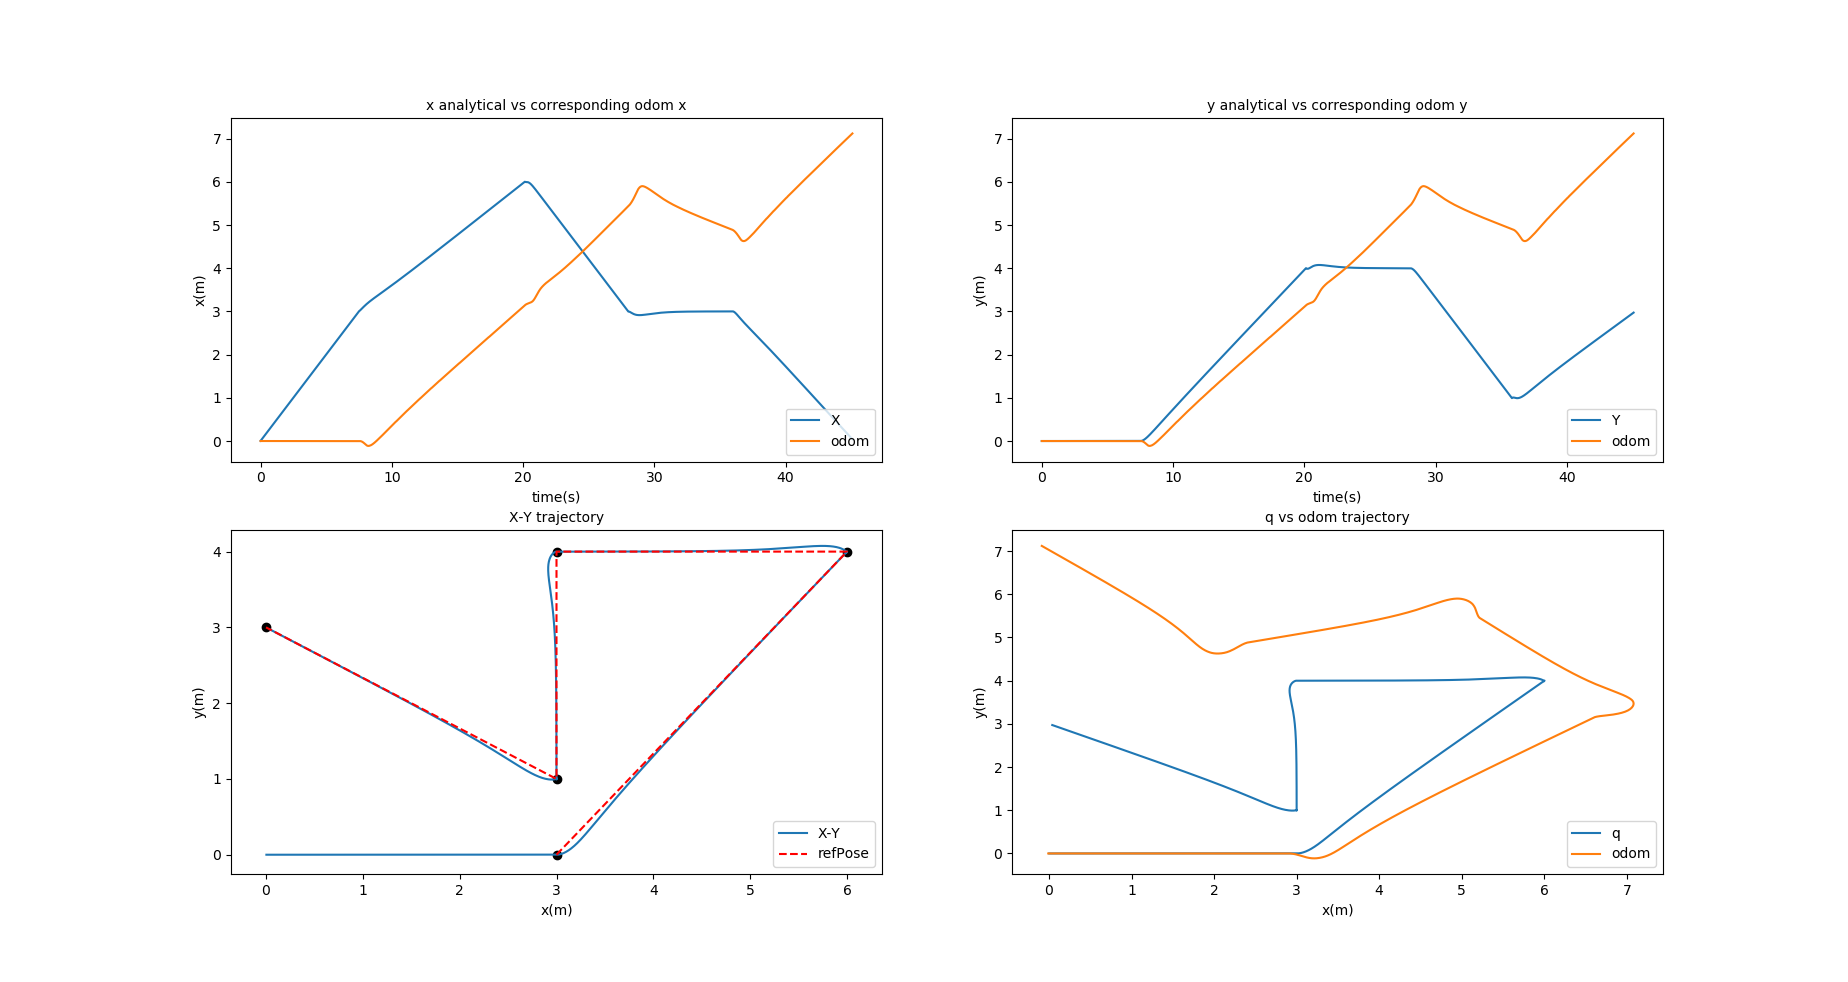 x analytical vs corresponding odom x
x(m)
7
6
5
4
3
2
1
0
X
odom
0 10 20 30 40
time(s)
y analytical vs corresponding odom y
y(m)
7
6
5
4
3
2
1
0
Y
odom
0 10 20 30 40
time(s)
X-Y trajectory
y(m)
4
3
2
1
0
X-Y
refPose
0 1 2 3 4 5 6
x(m)
q vs odom trajectory
y(m)
7
6
5
4
3
2
1
0
q
odom
0 1 2 3 4 5 6 7
x(m)